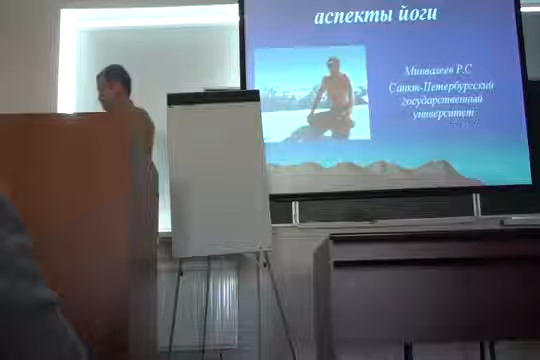 аспекты йоги
Минвалеев Р.С
Санкт-Петербургский
государственный
университет